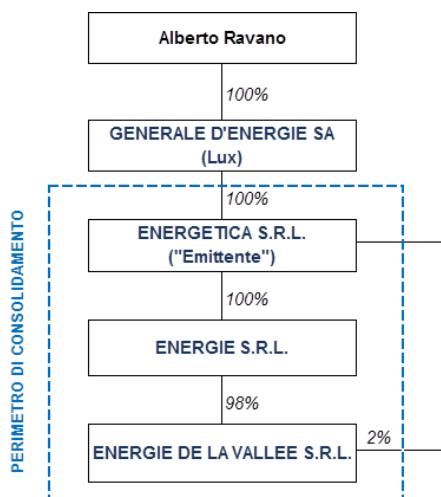 Alberto Ravano
100%
GENERALE D'ENERGIE SA
(Lux)
100%
PERIMETRO DI CONSOLIDAMENTO
ENERGETICA S.R.L.
("Emittente")
100%
ENERGIE S.R.L.
98%
2%
ENERGIE DE LA VALLEE S.R.L.